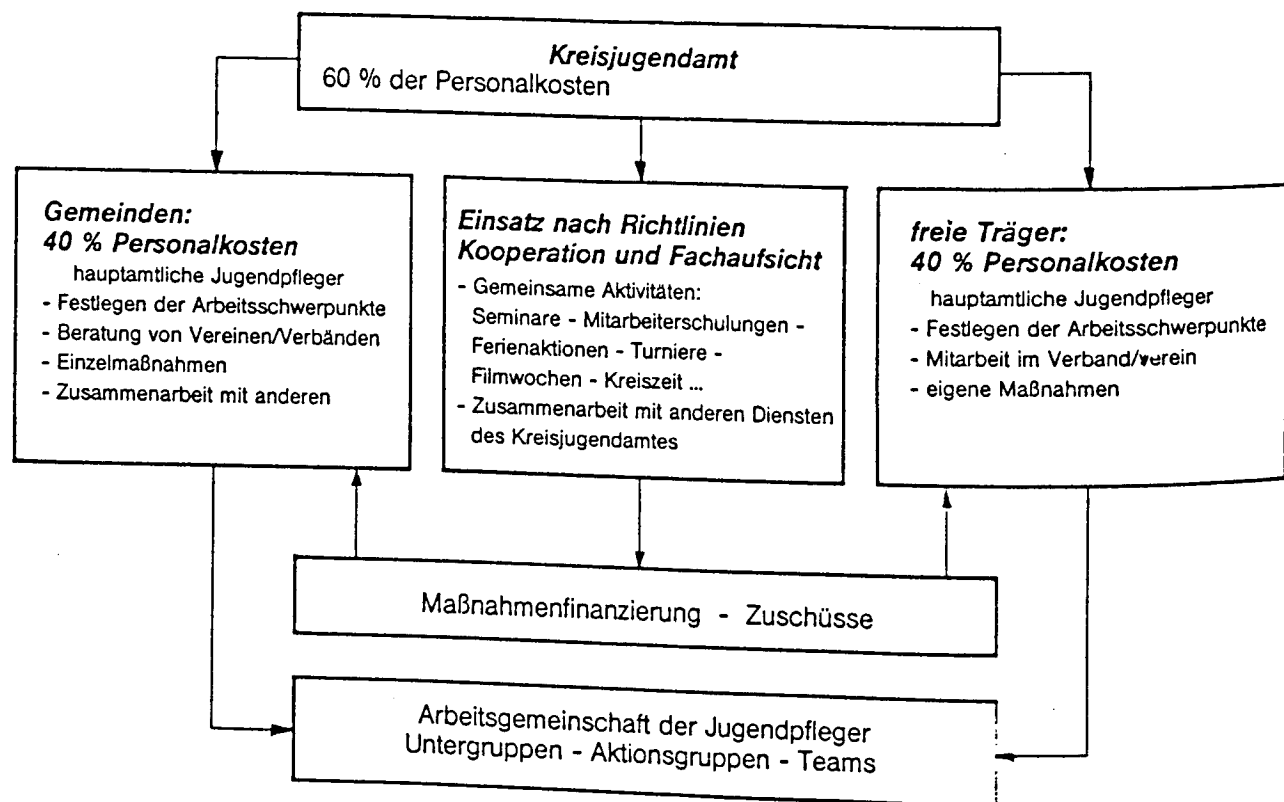 Kreisjugendamt
60 % der Personalkosten
Gemeinden:
40 % Personalkosten
hauptamtliche Jugendpfleger
- Festlegen der Arbeitsschwerpunkte
- Beratung von Vereinen/Verbänden
- Einzelmaßnahmen
- Zusammenarbeit mit anderen
Einsatz nach Richtlinien
Kooperation und Fachaufsicht
- Gemeinsame Aktivitäten:
Seminare - Mitarbeiterschulungen -
Ferienaktionen - Turniere -
Filmwochen - Kreiszeit ...
- Zusammenarbeit mit anderen Diensten
des Kreisjugendamtes
freie Träger:
40 % Personalkosten
hauptamtliche Jugendpfleger
- Festlegen der Arbeitsschwerpunkte
- Mitarbeit im Verband/verein
- eigene Maßnahmen
Maßnahmenfinanzierung - Zuschüsse
Arbeitsgemeinschaft der Jugendpfleger
Untergruppen - Aktionsgruppen - Teams